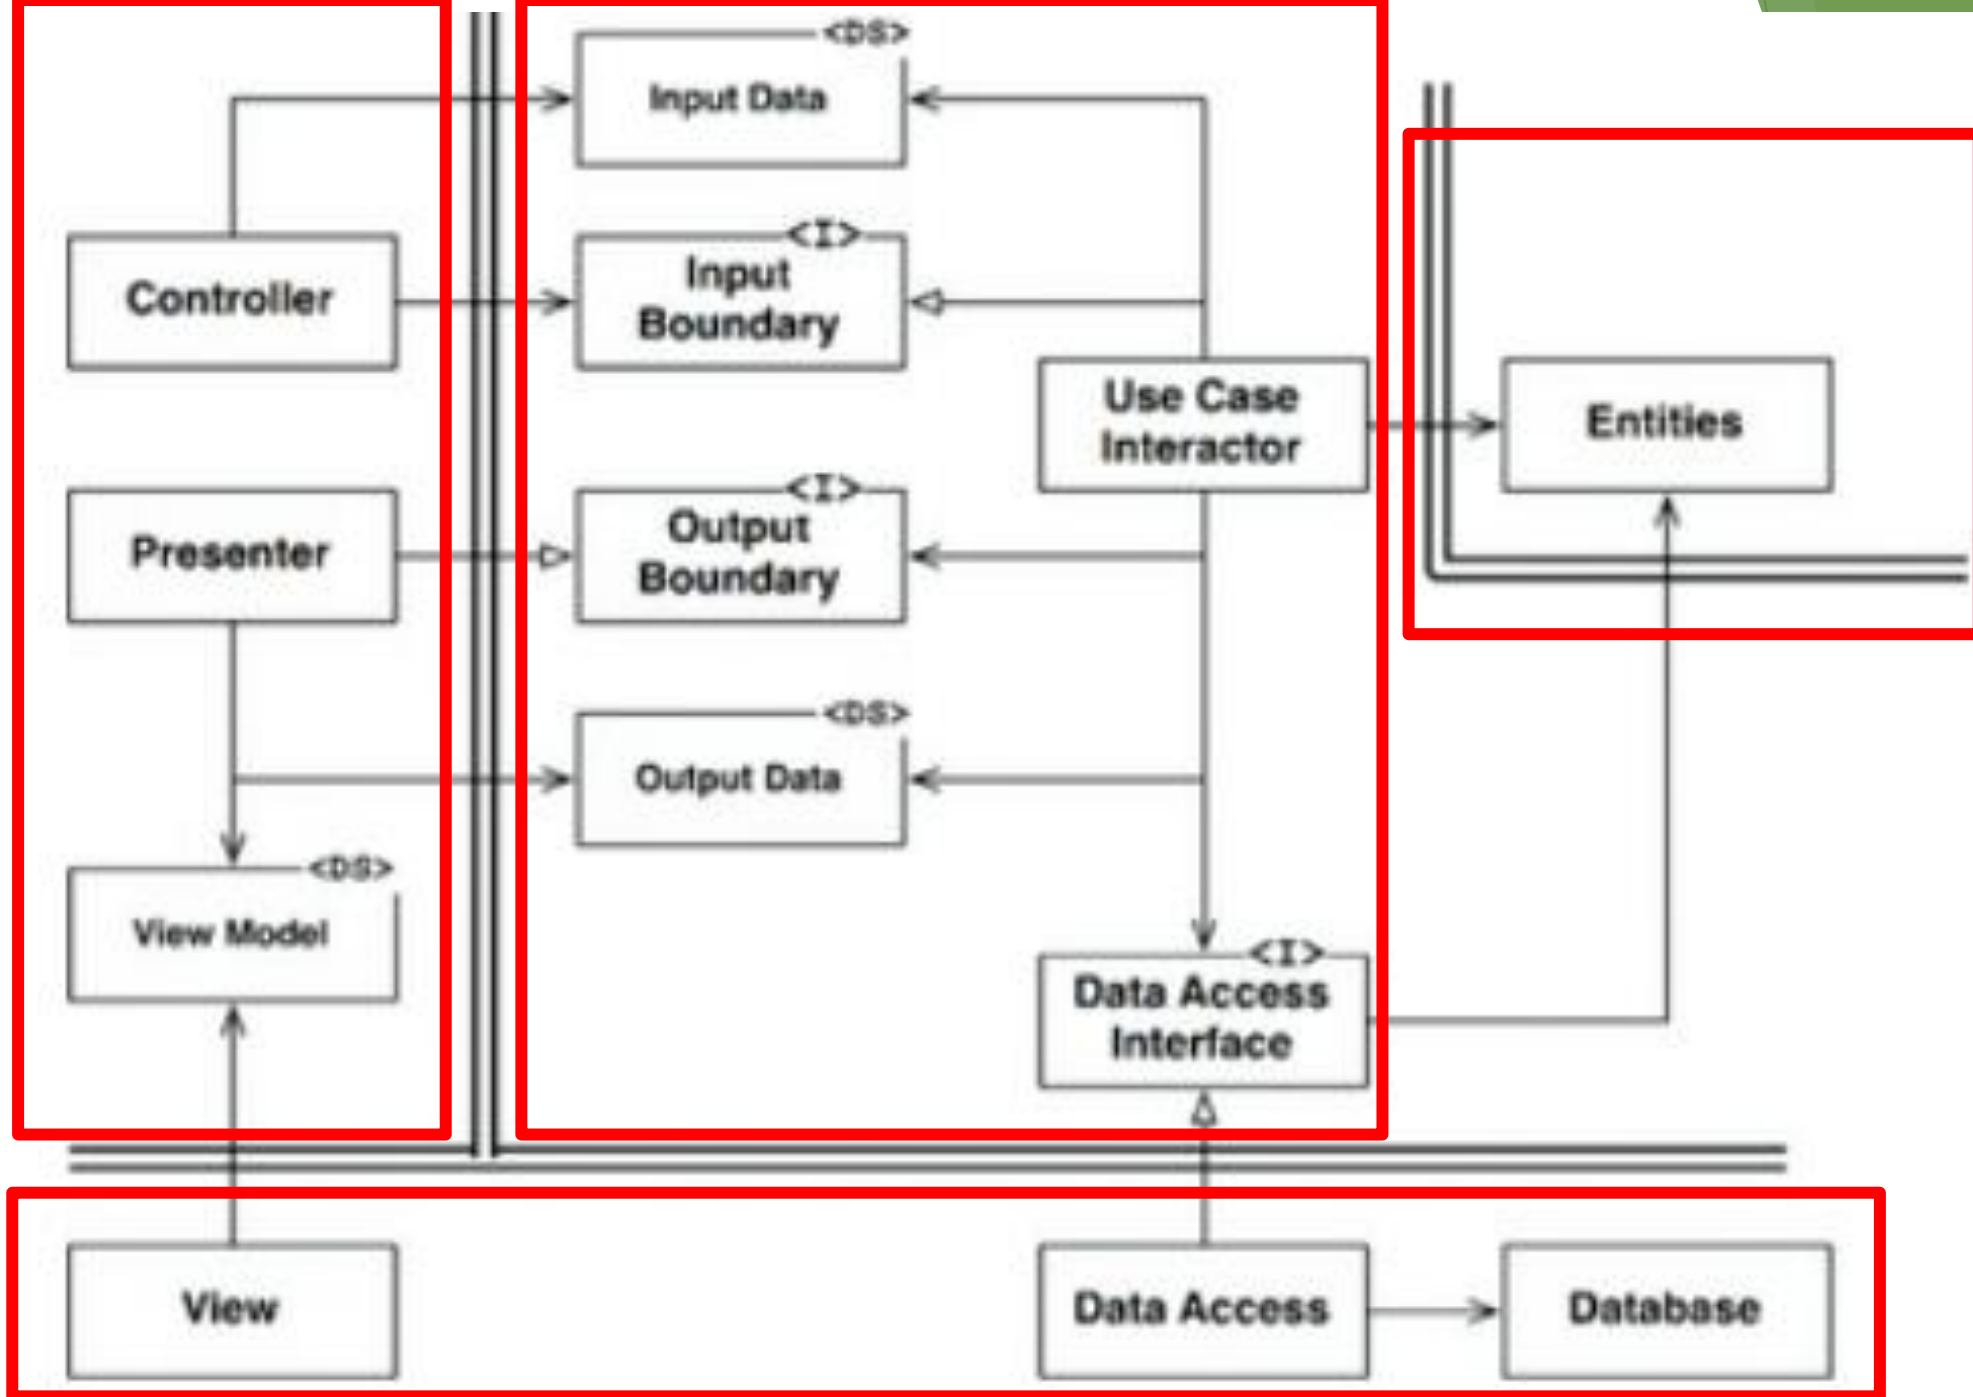 <DS>
Input Data
<I>
Controller
Input
Boundary
Use Case
Interactor
Entities
<I>
Presenter
Output
Boundary
<DS>
Output Data
<DS>
View Model
<I>
Data Access
Interface
View
Data Access
Database